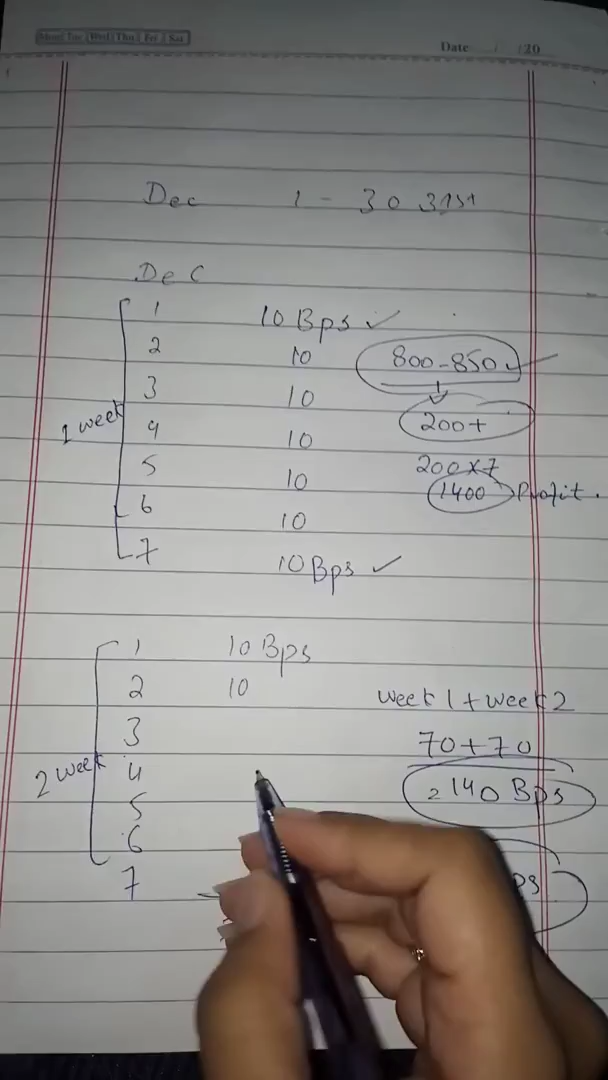 Mon Tue Wed Thu Fri Sat
Date / /20
Dec 1 - 30 31st
Dec
1 10 Bps ✓
2 10 800-850 ✓
3 10
1 week 4 10 200+
5 10 200x7
6 10 1400 Profit.
7 10 Bps ✓
1 10 Bps
2 10 week 1 + week 2
3 70+70
2 week 4
5 = 140 Bps
6
7 ps